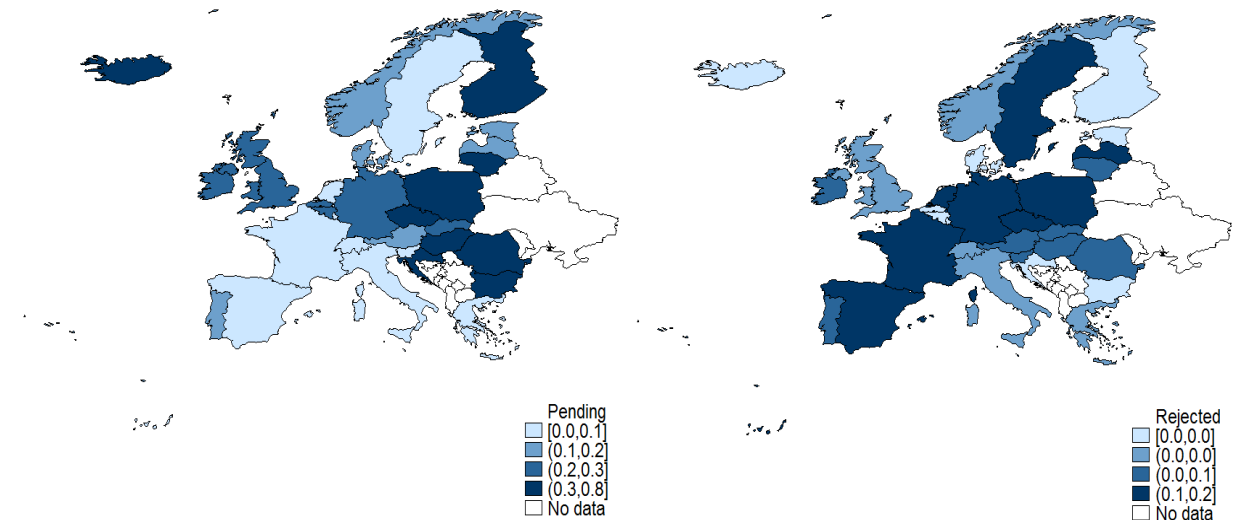 Pending
[0.0,0.1]
(0.1,0.2]
(0.2,0.3]
(0.3,0.8]
No data
Rejected
[0.0,0.0]
(0.0,0.0]
(0.0,0.1]
(0.1,0.2]
No data